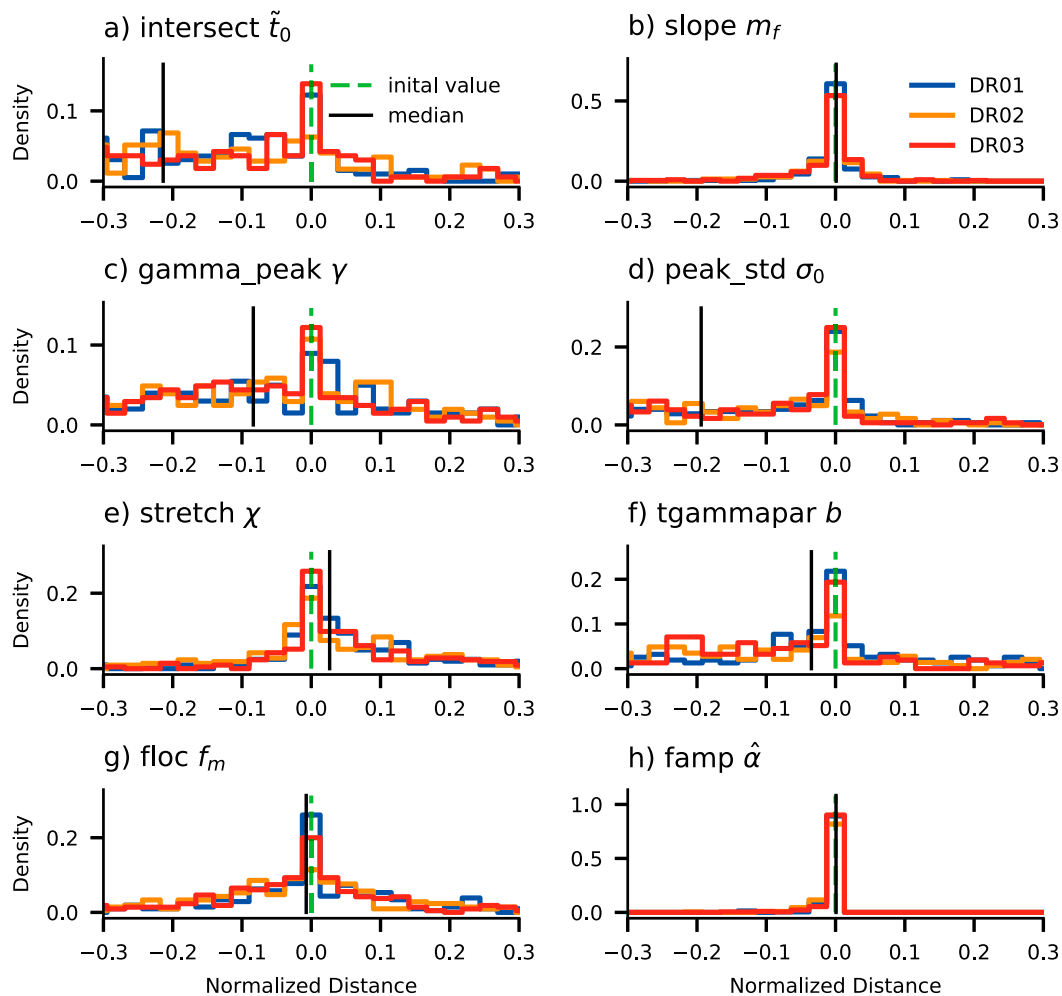 a) intersect t̃₀
b) slope m_f
inital value
median
DR01
DR02
DR03
Density
0.1
0.0
0.5
0.0
−0.3 −0.2 −0.1 0.0 0.1 0.2 0.3
−0.3 −0.2 −0.1 0.0 0.1 0.2 0.3
c) gamma_peak γ
d) peak_std σ₀
Density
0.1
0.0
0.2
0.0
−0.3 −0.2 −0.1 0.0 0.1 0.2 0.3
−0.3 −0.2 −0.1 0.0 0.1 0.2 0.3
e) stretch χ
f) tgammapar b
Density
0.2
0.0
0.2
0.1
0.0
−0.3 −0.2 −0.1 0.0 0.1 0.2 0.3
−0.3 −0.2 −0.1 0.0 0.1 0.2 0.3
g) floc f_m
h) famp α̂
Density
0.2
0.0
1.0
0.5
0.0
−0.3 −0.2 −0.1 0.0 0.1 0.2 0.3
−0.3 −0.2 −0.1 0.0 0.1 0.2 0.3
Normalized Distance
Normalized Distance